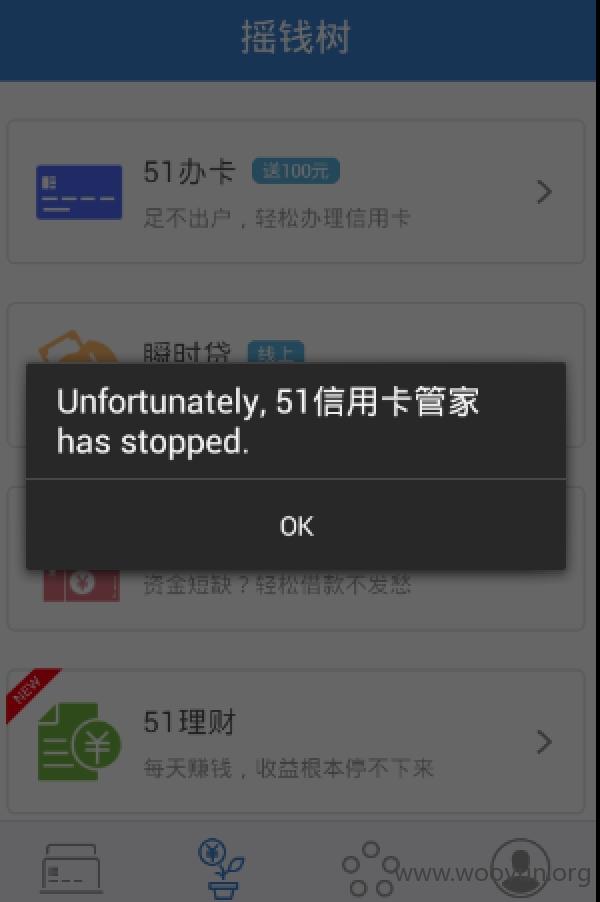 摇钱树
51办卡 送100元
足不出户，轻松办理信用卡
瞬时贷 线上
Unfortunately, 51信用卡管家
has stopped.
OK
资金短缺？轻松借款不发愁
NEW
51理财
每天赚钱，收益根本停不下来
www.wooyun.org